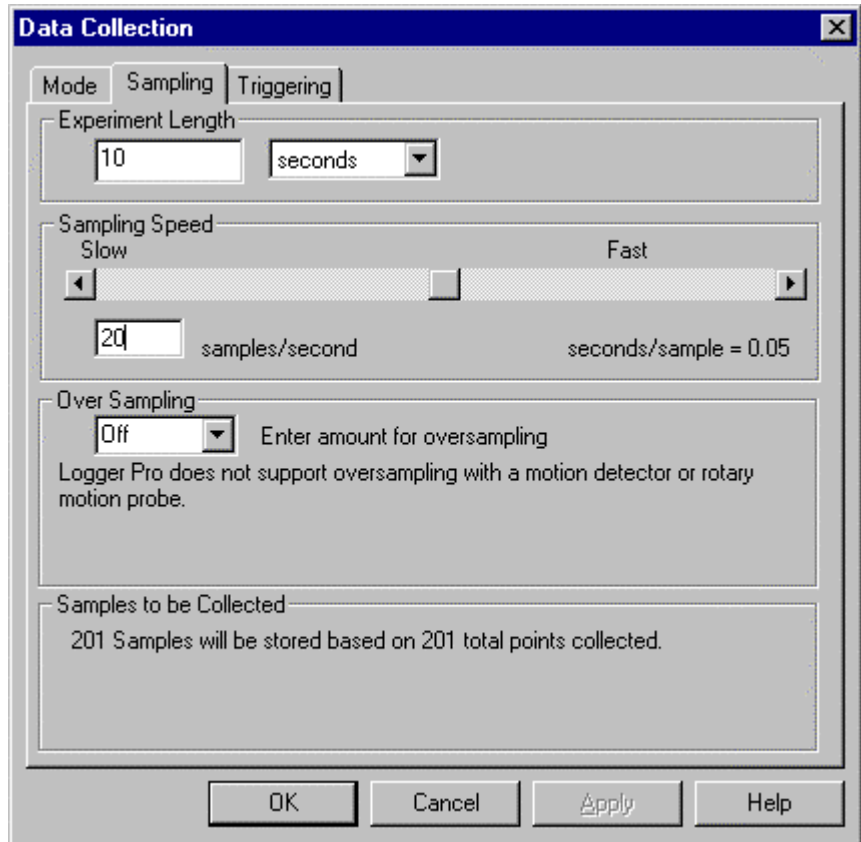 Data Collection
Mode Sampling Triggering
Experiment Length
10 seconds
Sampling Speed
Slow Fast
20 samples/second seconds/sample = 0.05
Over Sampling
Off Enter amount for oversampling
Logger Pro does not support oversampling with a motion detector or rotary
motion probe.
Samples to be Collected
201 Samples will be stored based on 201 total points collected.
OK Cancel Apply Help